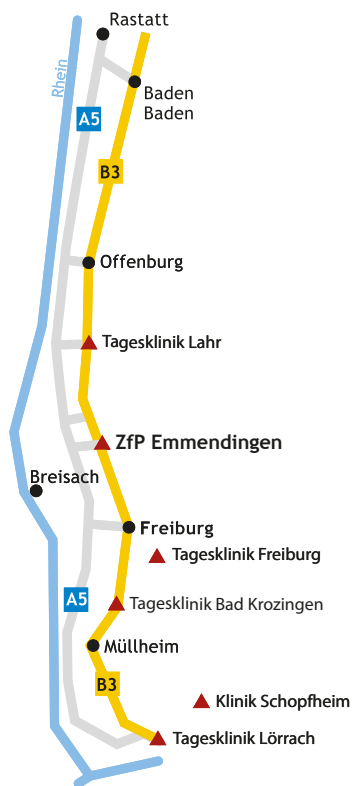 Rastatt
Rhein
Baden
Baden
A5
B3
Offenburg
Tagesklinik Lahr
ZfP Emmendingen
Breisach
Freiburg
Tagesklinik Freiburg
A5
Tagesklinik Bad Krozingen
Müllheim
B3
Klinik Schopfheim
Tagesklinik Lörrach